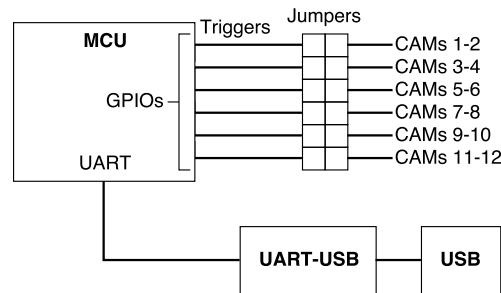 Jumpers
Triggers
MCU
CAMs 1-2
CAMs 3-4
CAMs 5-6
GPIOs
CAMs 7-8
CAMs 9-10
UART
CAMs 11-12
UART-USB
USB